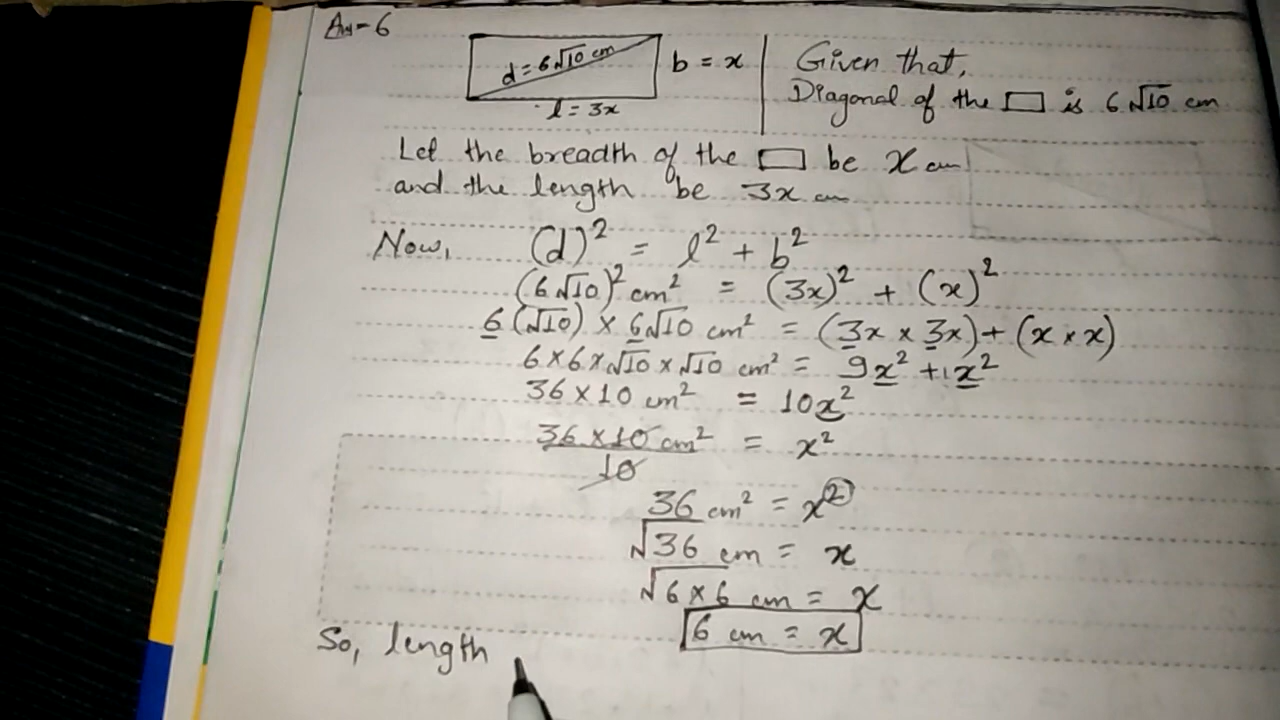 Ans-6
d = 6√10 cm
b = x
l = 3x
Given that,
Diagonal of the ▭ is 6√10 cm
Let the breadth of the ▭ be x cm
and the length be 3x cm
Now, (d)² = l² + b²
(6√10)² cm² = (3x)² + (x)²
6(√10) × 6√10 cm² = (3x × 3x) + (x × x)
6×6×√10 × √10 cm² = 9x² + 1x²
36 × 10 cm² = 10x²
36 × 10 cm² = x²
10
36 cm² = x²
√36 cm = x
√6×6 cm = x
6 cm = x
So, length